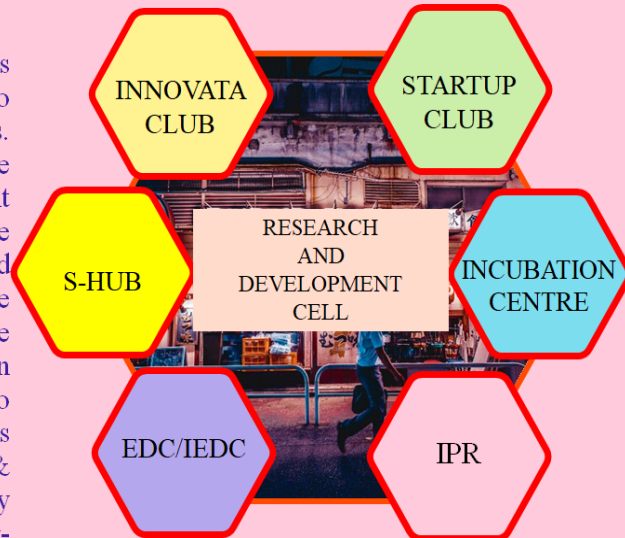 INNOVATA
CLUB
STARTUP
CLUB
S-HUB
RESEARCH
AND
DEVELOPMENT
CELL
INCUBATION
CENTRE
EDC/IEDC
IPR